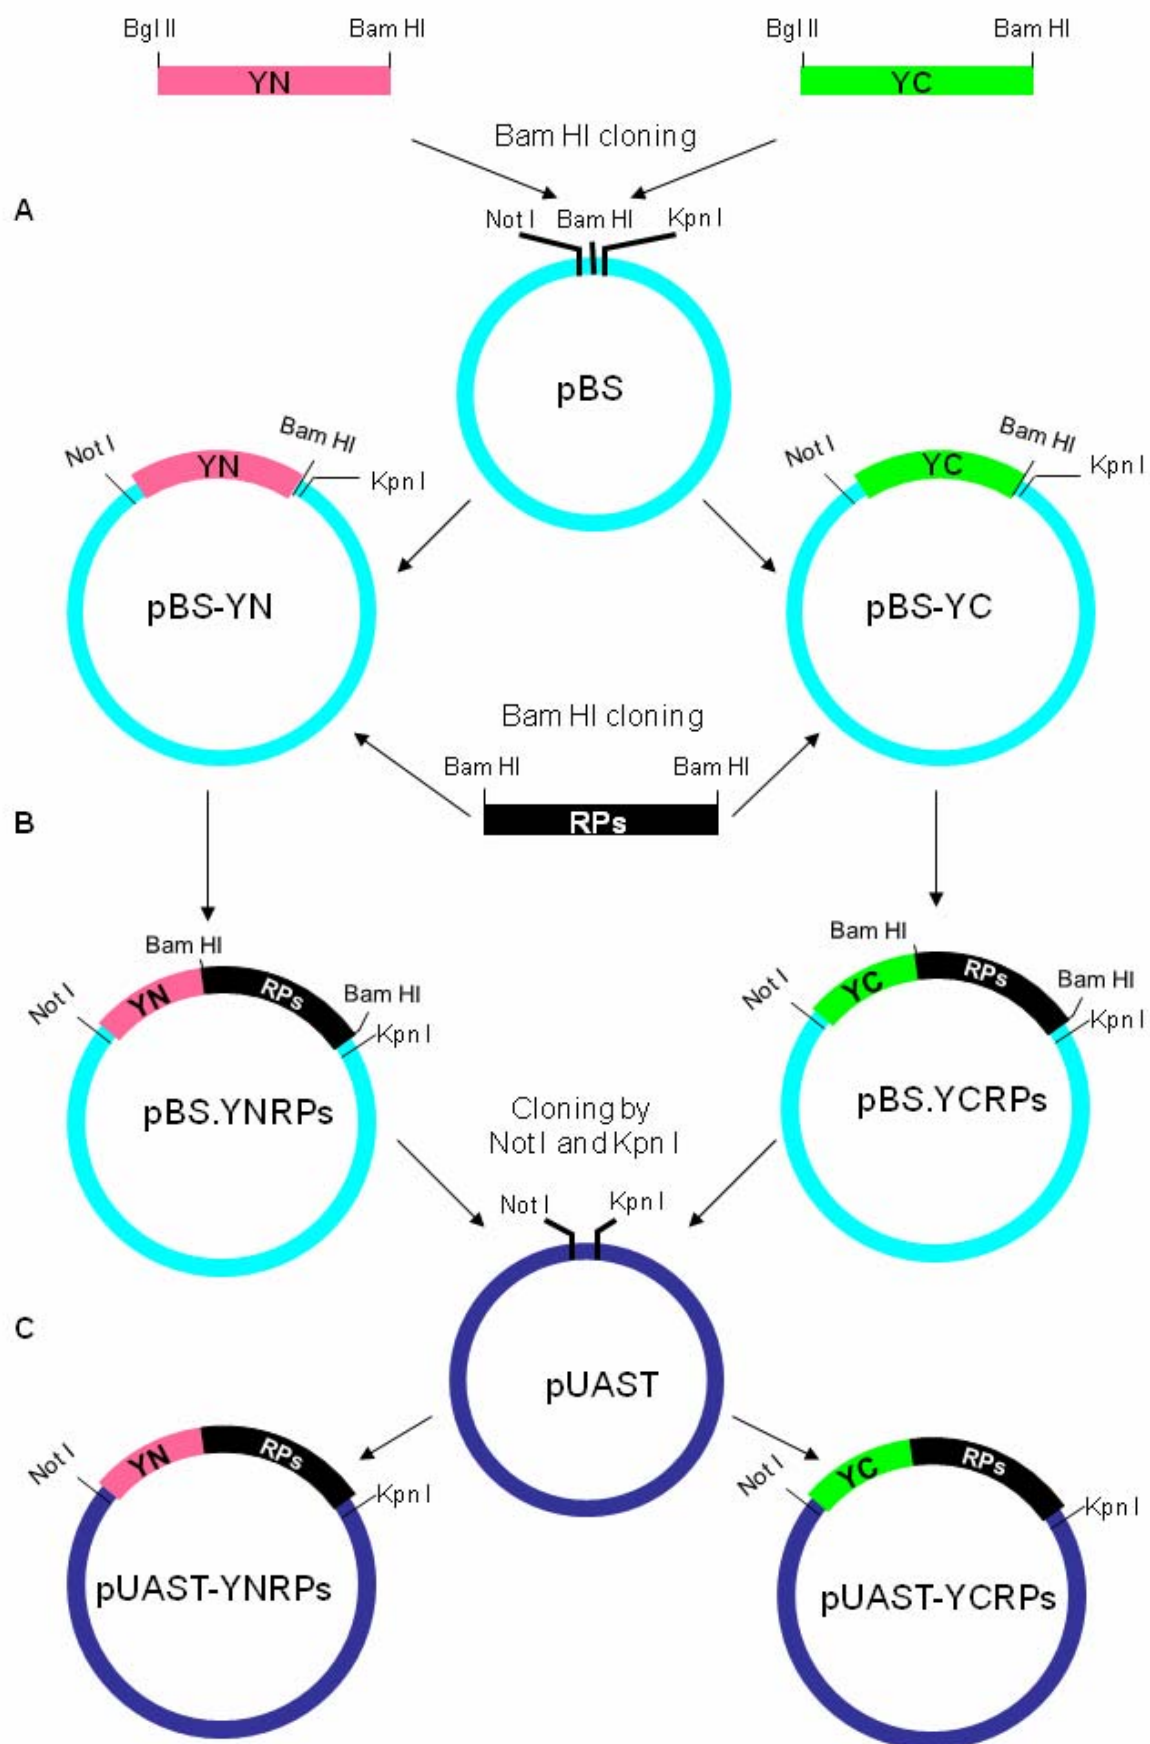 Bgl II Bam HI Bgl II Bam HI
YN YC
Bam HI cloning
A
Not I Bam HI Kpn I
pBS
Not I YN Bam HI Kpn I
Not I YC Bam HI Kpn I
pBS-YN pBS-YC
Bam HI cloning
Bam HI Bam HI
B
RPs
Bam HI
Not I YN RPs Bam HI
Kpn I
Bam HI
Not I YC RPs Bam HI
Kpn I
pBS.YNRPs pBS.YCRPs
Cloning by
Not I and Kpn I
Not I Kpn I
C
pUAST
Not I YN RPs Kpn I
Not I YC RPs Kpn I
pUAST-YNRPs pUAST-YCRPs